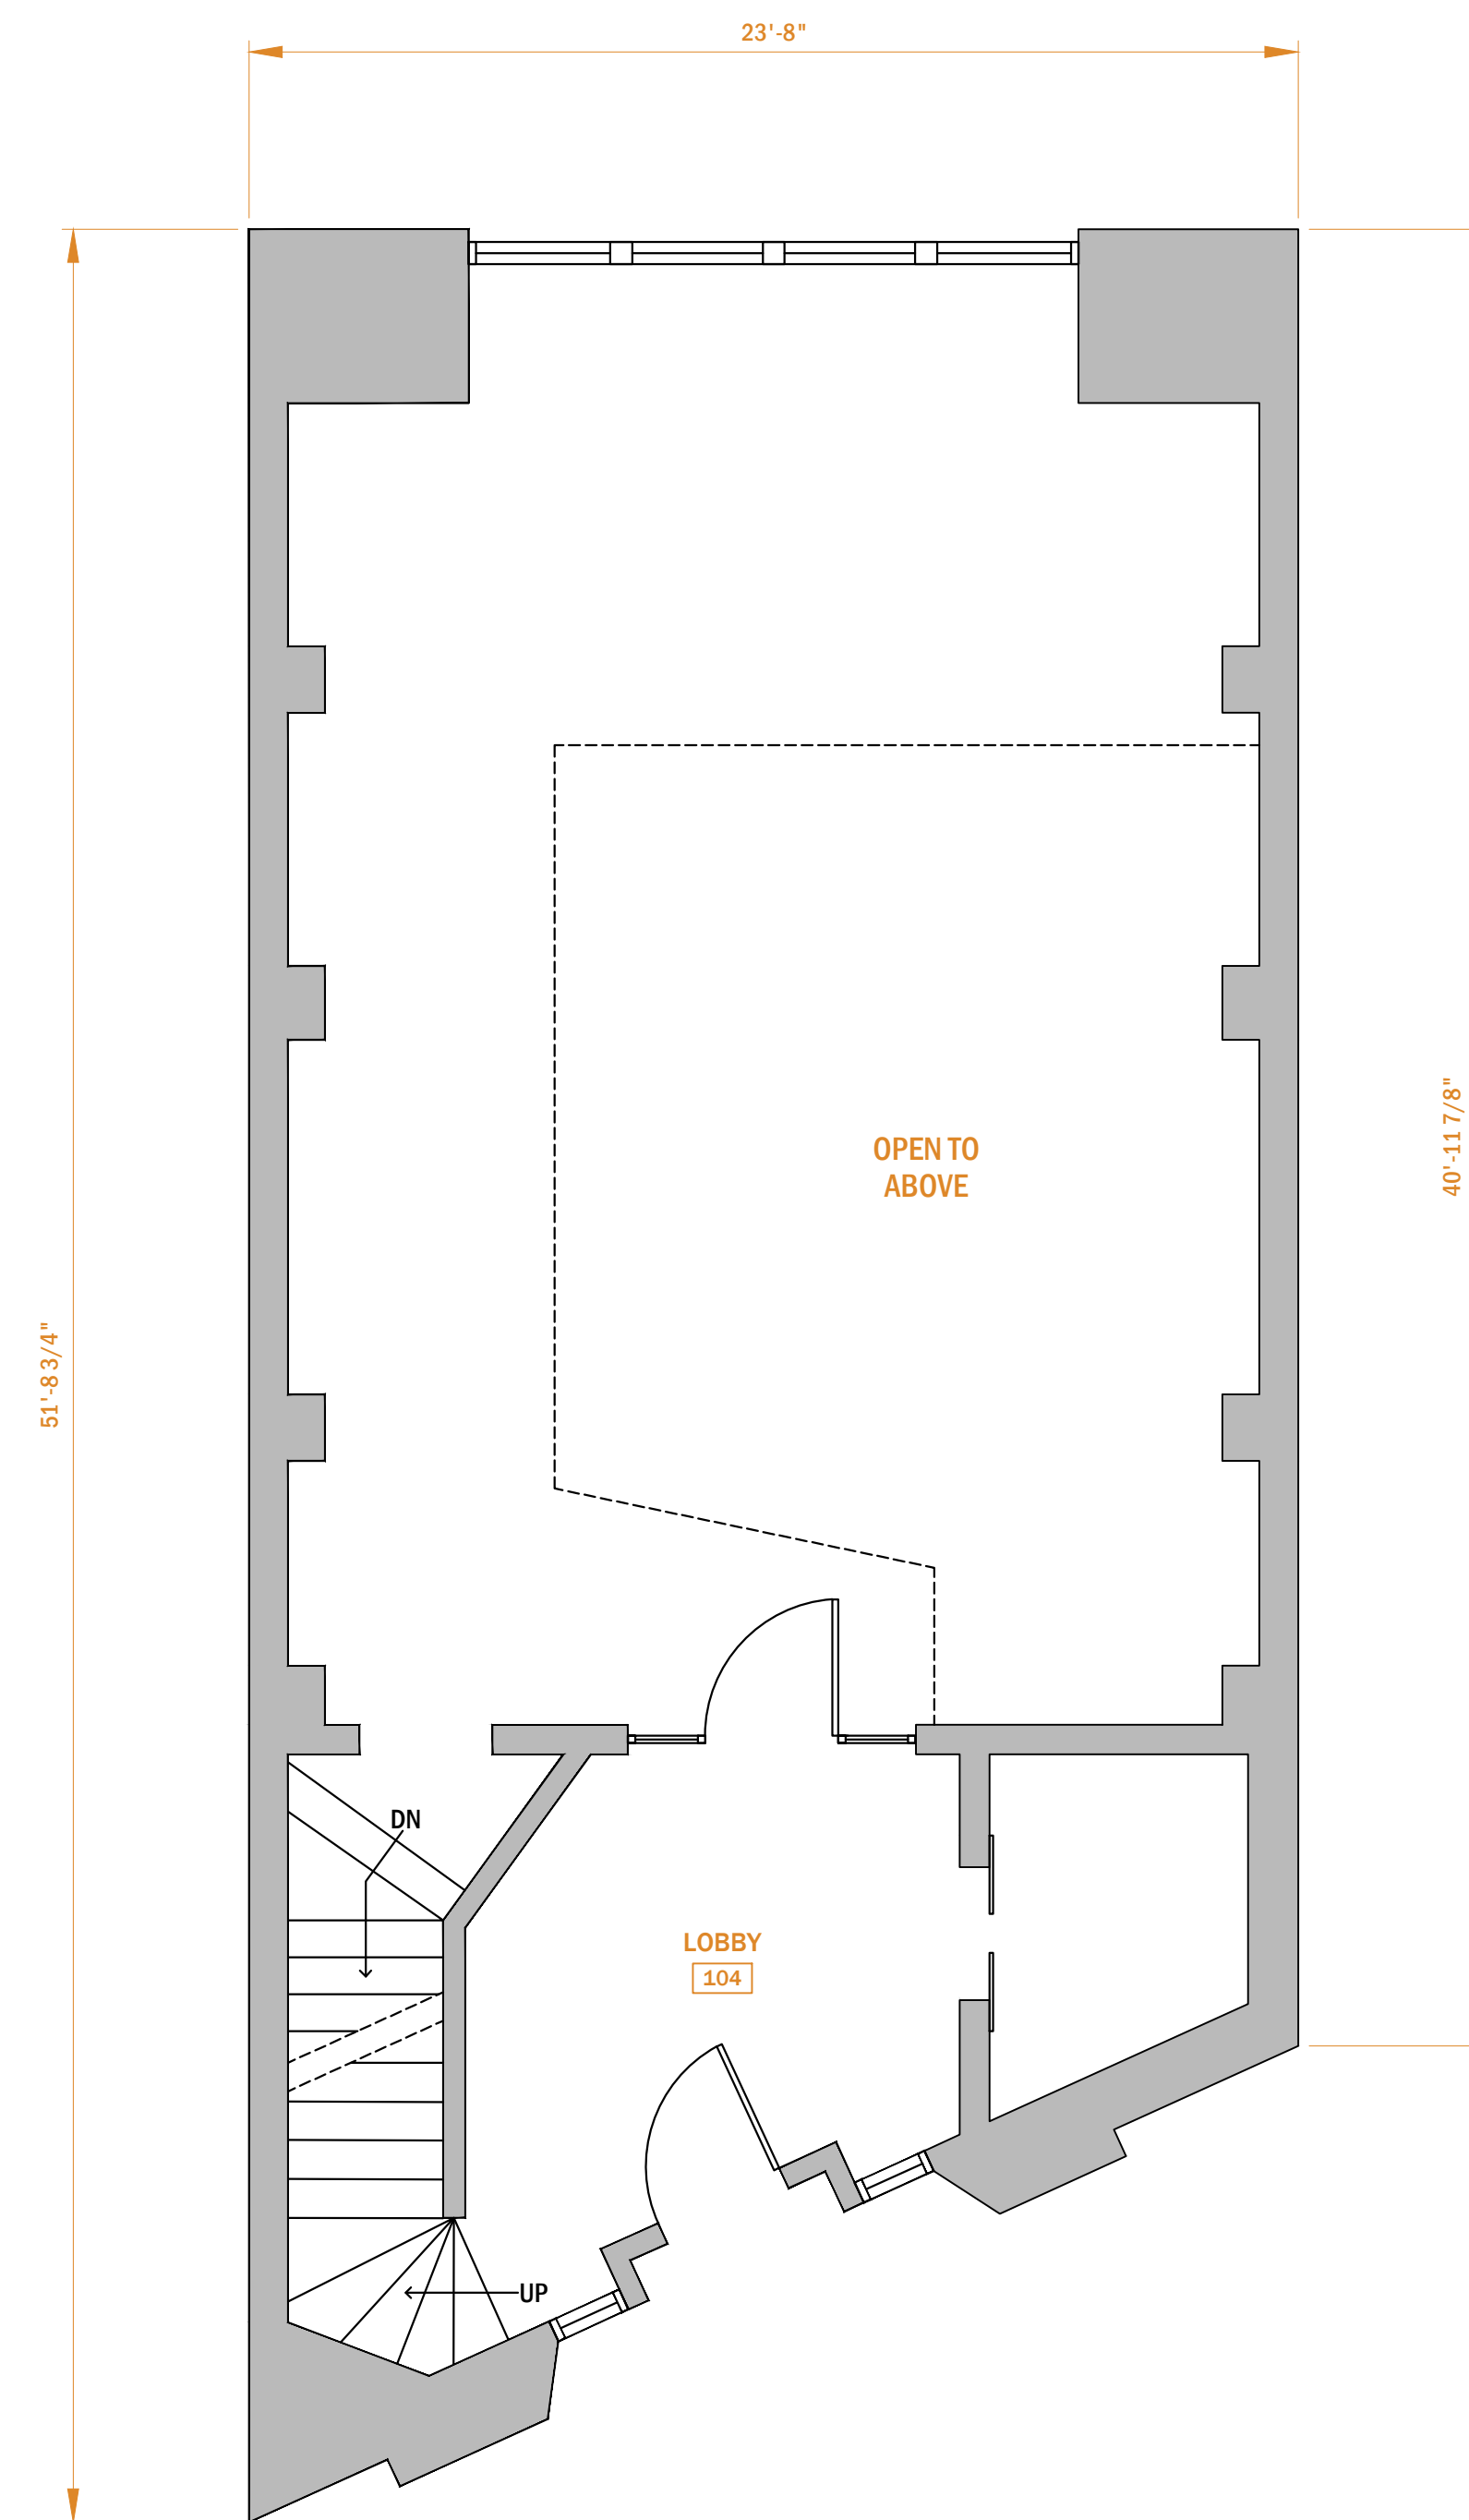 23'-8"
OPEN TO
ABOVE
40'-11 7/8"
51'-8 3/4"
DN
LOBBY
104
UP